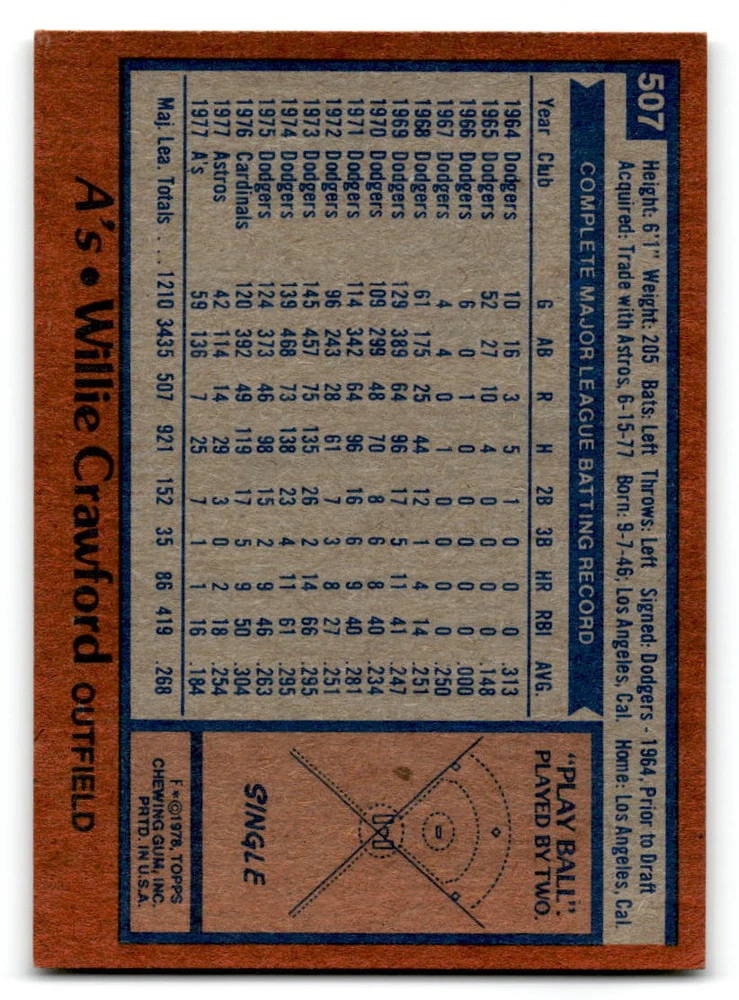 507
Height: 6'1" Weight: 205 Bats: Left Throws: Left Signed: Dodgers - 1964, Prior to Draft
Acquired: Trade with Astros, 6-15-77 Born: 9-7-46; Los Angeles, Cal. Home: Los Angeles, Cal.
COMPLETE MAJOR LEAGUE BATTING RECORD
Year Club G AB R H 2B 3B HR RBI AVG.
1964 Dodgers 10 16 3 5 1 0 0 0 .313
1965 Dodgers 52 27 10 4 0 0 0 0 .148
1966 Dodgers 6 0 1 0 0 0 0 0 .000
1967 Dodgers 4 4 0 1 0 0 0 0 .250
1968 Dodgers 61 175 25 44 12 1 4 14 .251
1969 Dodgers 129 389 64 96 17 5 11 41 .247
1970 Dodgers 109 299 48 70 8 6 8 40 .234
1971 Dodgers 114 342 64 96 16 6 9 40 .281
1972 Dodgers 96 243 28 61 7 3 8 27 .251
1973 Dodgers 145 457 75 135 26 2 14 66 .295
1974 Dodgers 139 468 73 138 23 4 11 61 .295
1975 Dodgers 124 373 46 98 15 2 9 46 .263
1976 Cardinals 120 392 49 119 17 5 9 50 .304
1977 Astros 42 114 14 29 3 0 2 18 .254
1977 A's 59 136 7 25 7 1 1 16 .184
Maj. Lea. Totals . . . 1210 3435 507 921 152 35 86 419 .268
"PLAY BALL".
PLAYED BY TWO.
SINGLE
F *©1978, TOPPS
CHEWING GUM, INC.
PRTD. IN U.S.A.
A's • Willie Crawford OUTFIELD